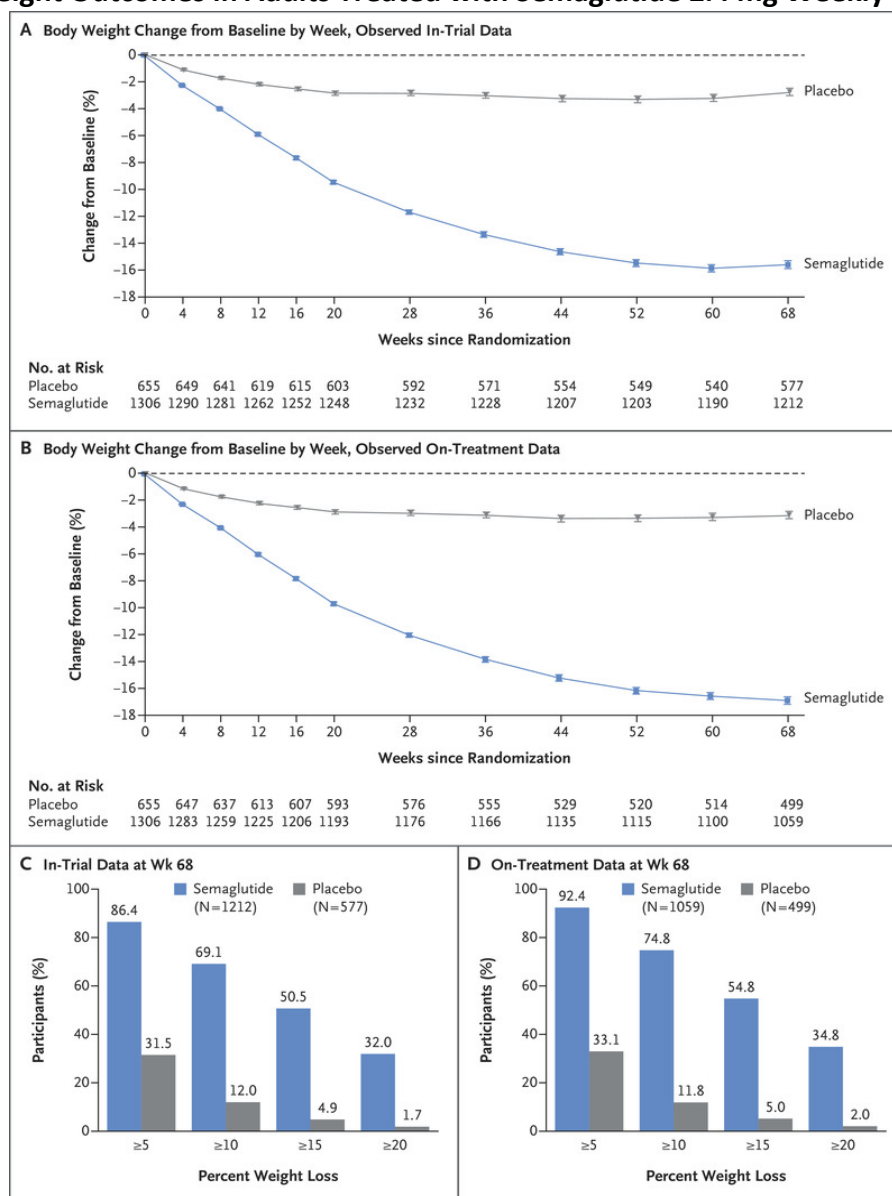 Weight Outcomes in Adults Treated with Semaglutide 2.4 mg Weekly
A Body Weight Change from Baseline by Week, Observed In-Trial Data
Change from Baseline (%)
0
−2
−4
−6
−8
−10
−12
−14
−16
−18
Placebo
Semaglutide
0 4 8 12 16 20 28 36 44 52 60 68
Weeks since Randomization
No. at Risk
Placebo 655 649 641 619 615 603 592 571 554 549 540 577
Semaglutide 1306 1290 1281 1262 1252 1248 1232 1228 1207 1203 1190 1212
B Body Weight Change from Baseline by Week, Observed On-Treatment Data
Change from Baseline (%)
0
−2
−4
−6
−8
−10
−12
−14
−16
−18
Placebo
Semaglutide
0 4 8 12 16 20 28 36 44 52 60 68
Weeks since Randomization
No. at Risk
Placebo 655 647 637 613 607 593 576 555 529 520 514 499
Semaglutide 1306 1283 1259 1225 1206 1193 1176 1166 1135 1115 1100 1059
C In-Trial Data at Wk 68
Participants (%)
100
80
60
40
20
0
Semaglutide (N=1212)
Placebo (N=577)
86.4 31.5 69.1 12.0 50.5 4.9 32.0 1.7
≥5 ≥10 ≥15 ≥20
Percent Weight Loss
D On-Treatment Data at Wk 68
Participants (%)
100
80
60
40
20
0
Semaglutide (N=1059)
Placebo (N=499)
92.4 33.1 74.8 11.8 54.8 5.0 34.8 2.0
≥5 ≥10 ≥15 ≥20
Percent Weight Loss